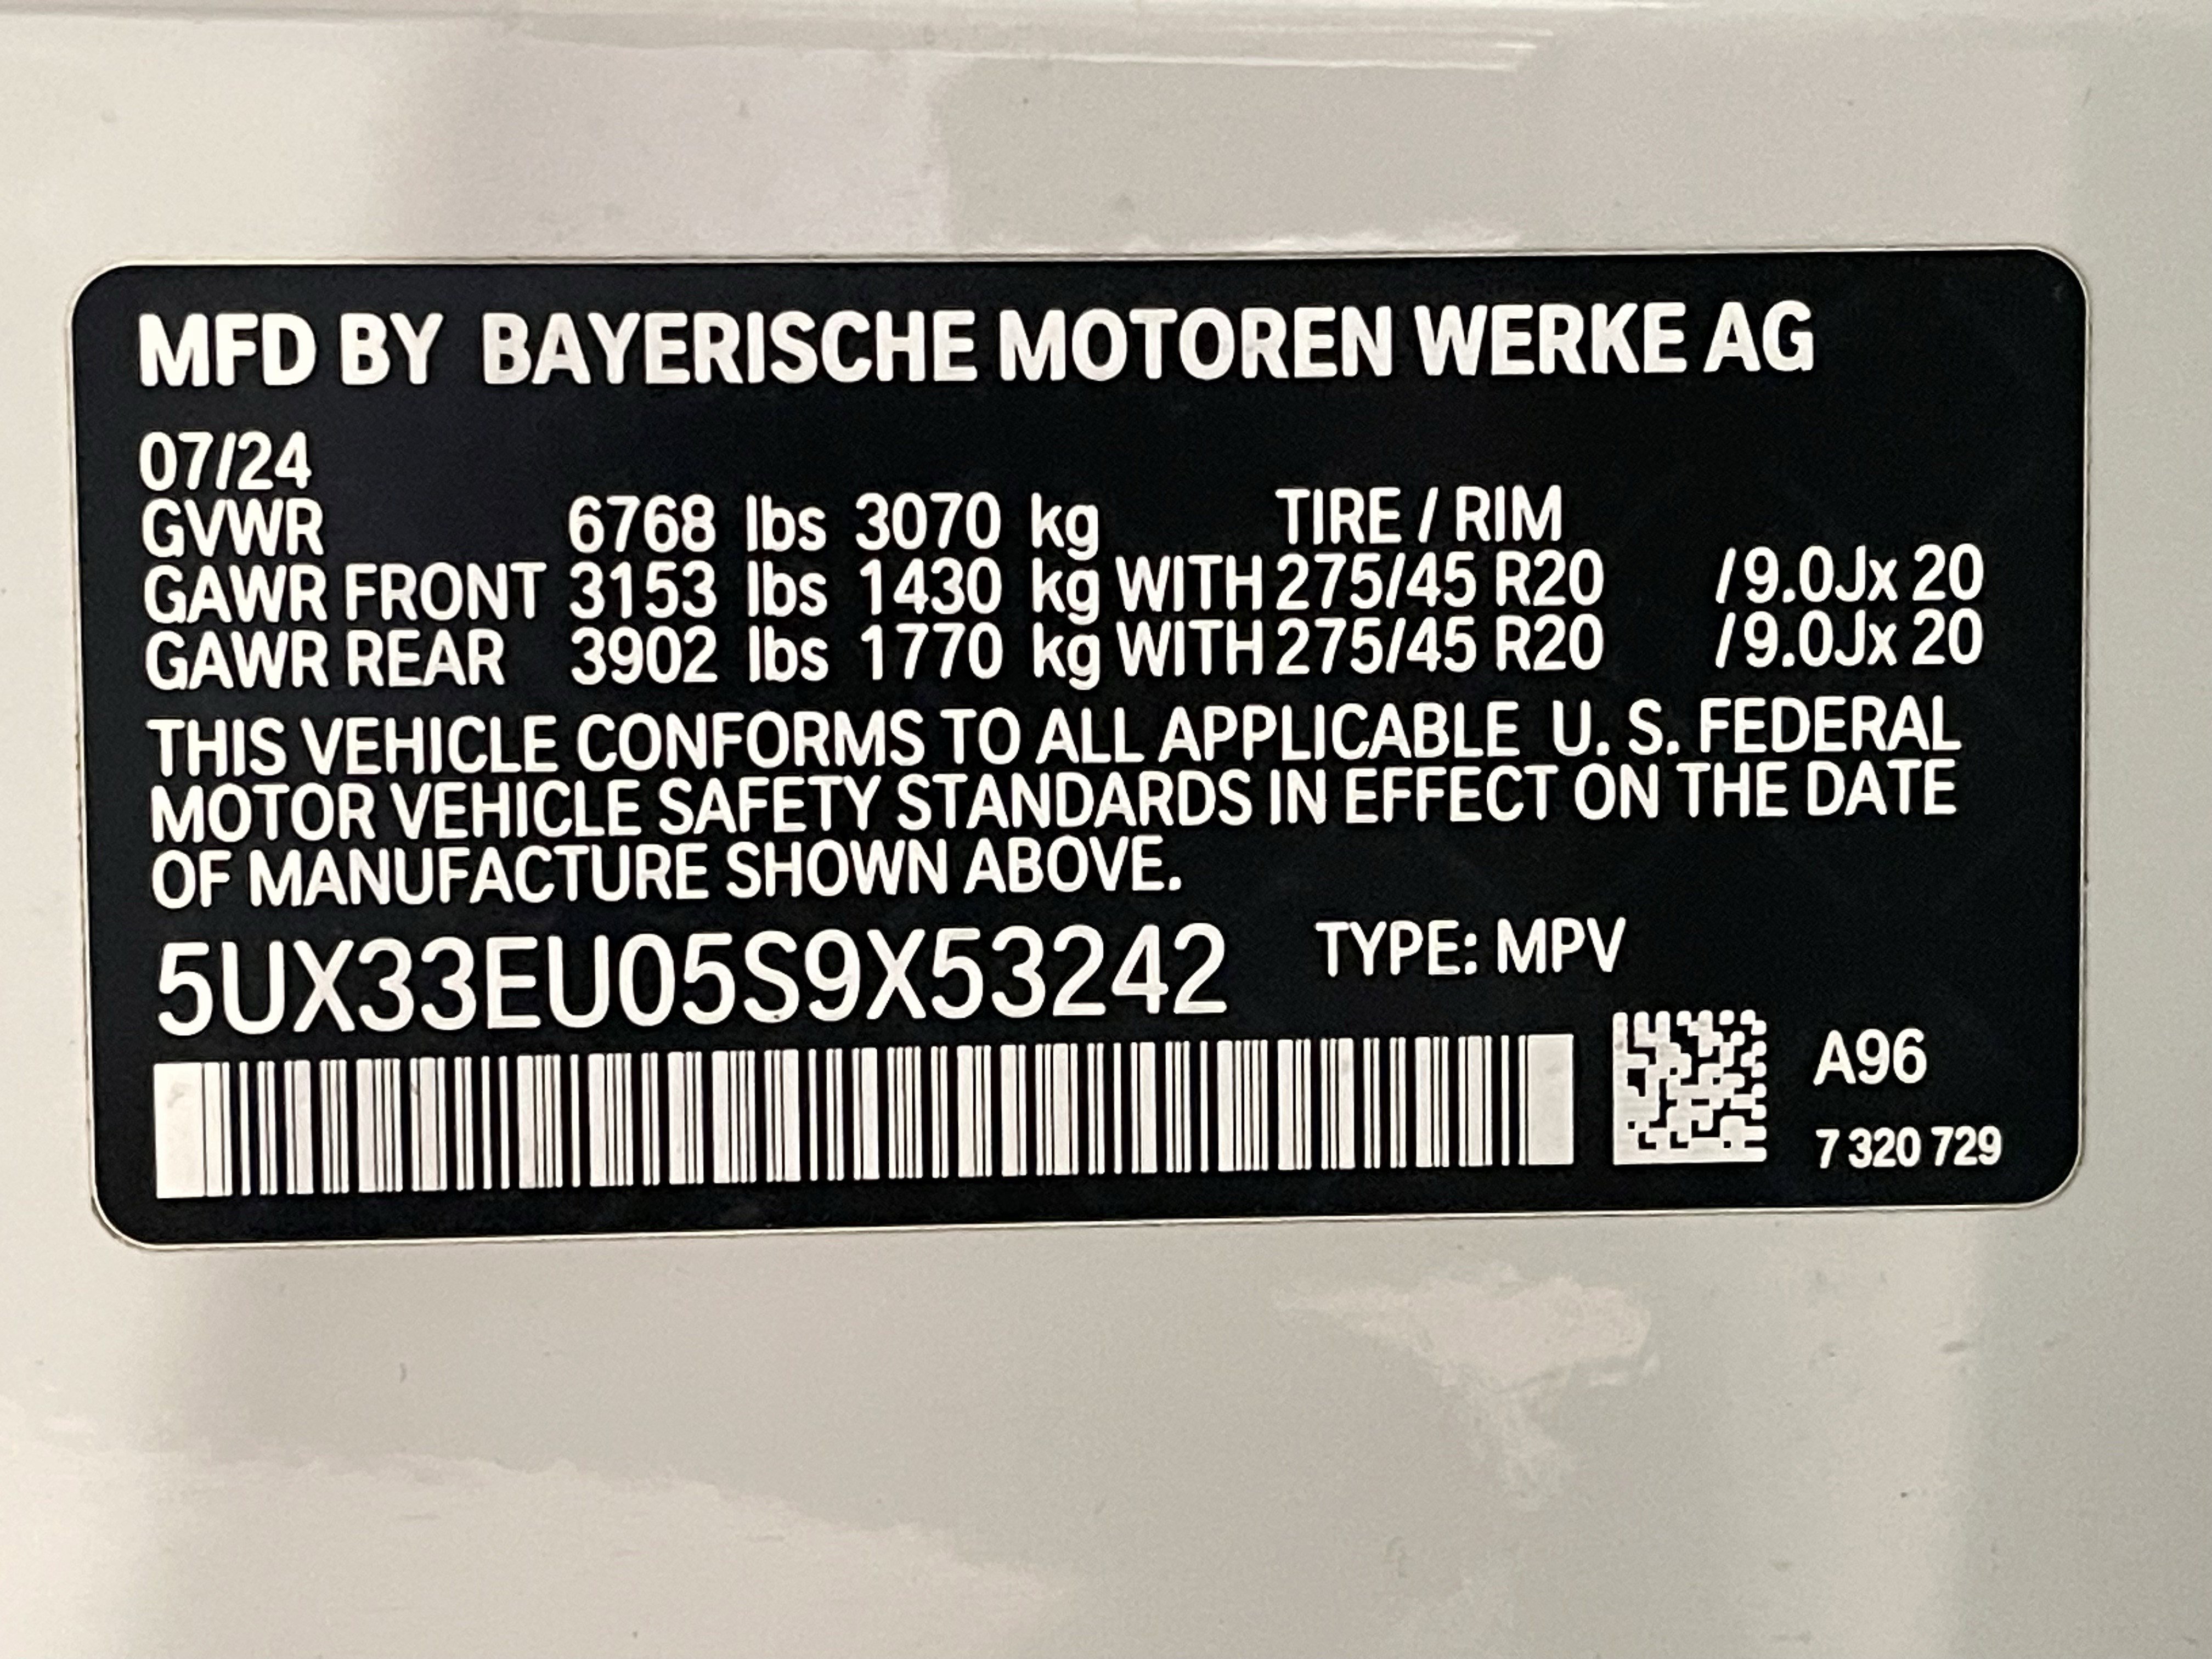 MFD BY BAYERISCHE MOTOREN WERKE AG
07/24
GVWR 6768 lbs 3070 kg TIRE / RIM
GAWR FRONT 3153 lbs 1430 kg WITH 275/45 R20 / 9.0Jx 20
GAWR REAR 3902 lbs 1770 kg WITH 275/45 R20 / 9.0Jx 20
THIS VEHICLE CONFORMS TO ALL APPLICABLE U. S. FEDERAL
MOTOR VEHICLE SAFETY STANDARDS IN EFFECT ON THE DATE
OF MANUFACTURE SHOWN ABOVE.
5UX33EU05S9X53242 TYPE: MPV
A96
7 320 729